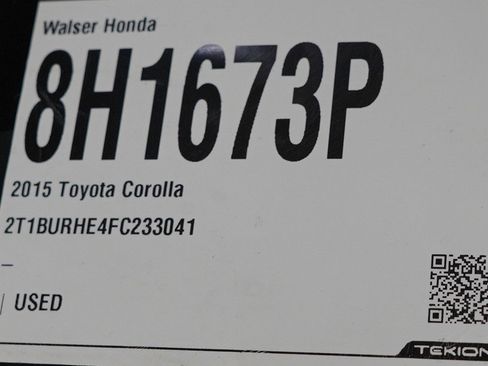 Walser Honda
8H1673P
2015 Toyota Corolla
2T1BURHE4FC233041
–
| USED
TEKION